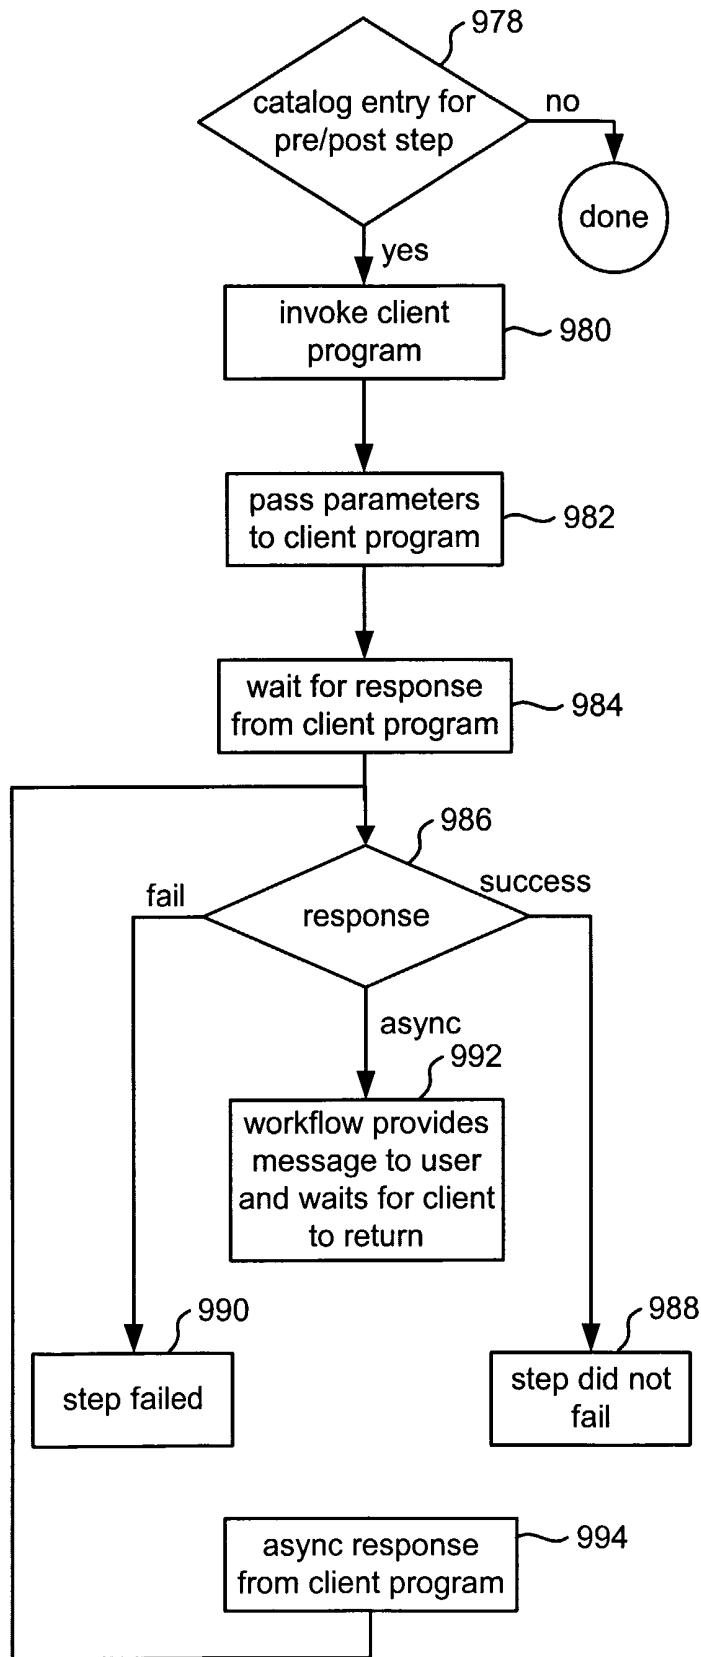 978
catalog entry for
pre/post step
no
done
yes
invoke client
program
980
pass parameters
to client program
982
wait for response
from client program
984
986
fail
success
response
async
992
workflow provides
message to user
and waits for client
to return
990
step failed
988
step did not
fail
async response
from client program
994